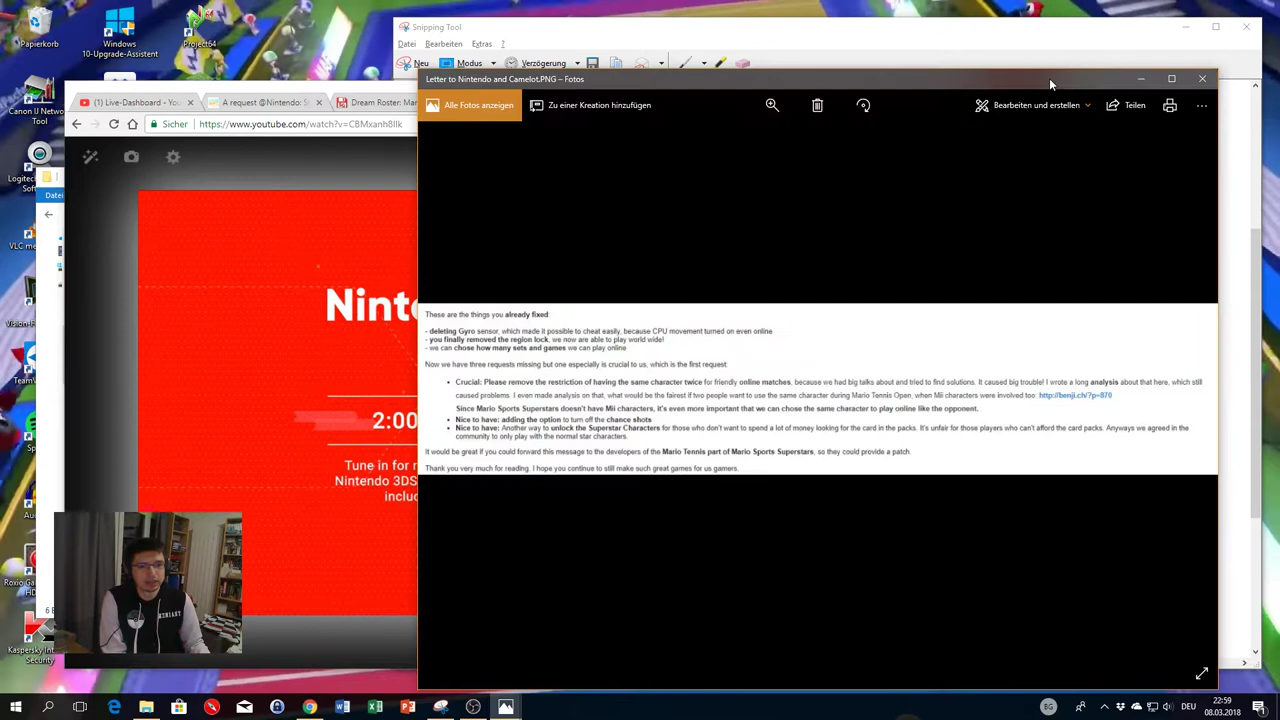 Papierkorb
Windows
10-Upgrade-Assistent
Project64
Snipping Tool
Datei Bearbeiten Extras ?
Neu Modus Verzögerung
Letter to Nintendo and Camelot.PNG – Fotos
Alle Fotos anzeigen
Zu einer Kreation hinzufügen
Bearbeiten und erstellen
Teilen
(1) Live-Dashboard - You
A request @Nintendo: S
Dream Roster: Mar
Sicher https://www.youtube.com/watch?v=CBMxanh8lIk
Tool
Datei
Ninte
2:00
Tune in for
Nintendo 3DS
inclu
These are the things you already fixed:
- deleting Gyro sensor, which made it possible to cheat easily, because CPU movement turned on even online
- you finally removed the region lock, we now are able to play world wide!
- we can chose how many sets and games we can play online
Now we have three requests missing but one especially is crucial to us, which is the first request:
• Crucial: Please remove the restriction of having the same character twice for friendly online matches, because we had big talks about and tried to find solutions. It caused big trouble! I wrote a long analysis about that here, which still
caused problems. I even made analysis on that, what would be the fairest if two people want to use the same character during Mario Tennis Open, when Mii characters were involved too: http://benji.ch/?p=870
Since Mario Sports Superstars doesn't have Mii characters, it's even more important that we can chose the same character to play online like the opponent.
• Nice to have: adding the option to turn off the chance shots
• Nice to have: Another way to unlock the Superstar Characters for those who don't want to spend a lot of money looking for the card in the packs. It's unfair for those players who can't afford the card packs. Anyways we agreed in the
community to only play with the normal star characters.
It would be great if you could forward this message to the developers of the Mario Tennis part of Mario Sports Superstars, so they could provide a patch.
Thank you very much for reading. I hope you continue to still make such great games for us gamers.
Kaspersky
Security
DEU
22:59
08.03.2018